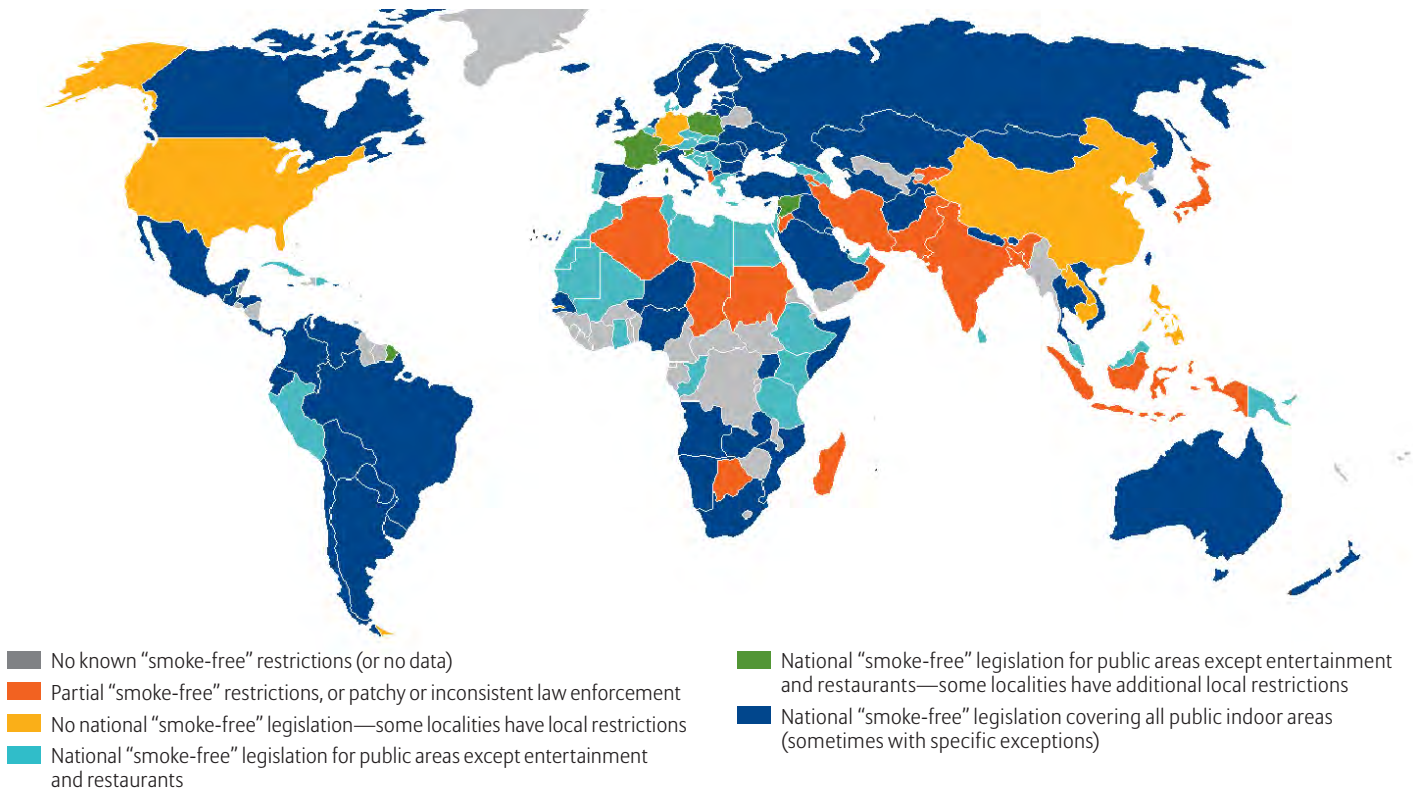 No known “smoke-free” restrictions (or no data)
Partial “smoke-free” restrictions, or patchy or inconsistent law enforcement
No national “smoke-free” legislation—some localities have local restrictions
National “smoke-free” legislation for public areas except entertainment
and restaurants
National “smoke-free” legislation for public areas except entertainment
and restaurants—some localities have additional local restrictions
National “smoke-free” legislation covering all public indoor areas
(sometimes with specific exceptions)